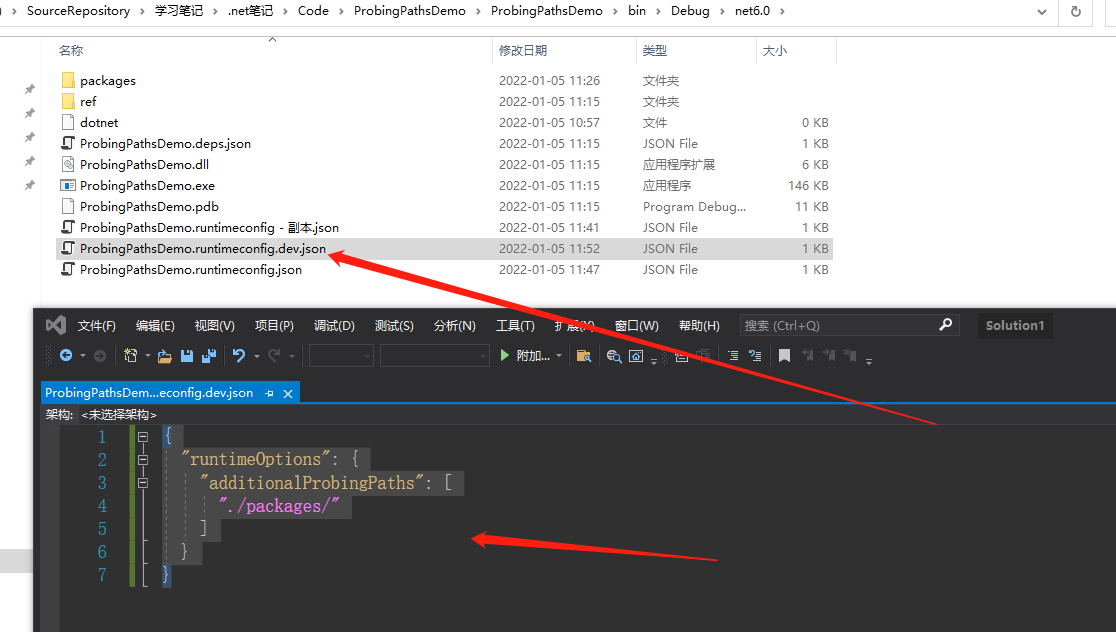 SourceRepository > 学习笔记 > .net笔记 > Code > ProbingPathsDemo > ProbingPathsDemo > bin > Debug > net6.0 >
名称 修改日期 类型 大小
packages 2022-01-05 11:26 文件夹
ref 2022-01-05 11:15 文件夹
dotnet 2022-01-05 10:57 文件 0 KB
ProbingPathsDemo.deps.json 2022-01-05 11:15 JSON File 1 KB
ProbingPathsDemo.dll 2022-01-05 11:15 应用程序扩展 6 KB
ProbingPathsDemo.exe 2022-01-05 11:15 应用程序 146 KB
ProbingPathsDemo.pdb 2022-01-05 11:15 Program Debug... 11 KB
ProbingPathsDemo.runtimeconfig - 副本.json 2022-01-05 11:41 JSON File 1 KB
ProbingPathsDemo.runtimeconfig.dev.json 2022-01-05 11:52 JSON File 1 KB
ProbingPathsDemo.runtimeconfig.json 2022-01-05 11:47 JSON File 1 KB
文件(F) 编辑(E) 视图(V) 项目(P) 调试(D) 测试(S) 分析(N) 工具(T) 扩展(X) 窗口(W) 帮助(H) 搜索 (Ctrl+Q) Solution1
附加...
ProbingPathsDem...econfig.dev.json
架构: <未选择架构>
1 {
2 "runtimeOptions": {
3 "additionalProbingPaths": [
4 "./packages/"
5 ]
6 }
7 }